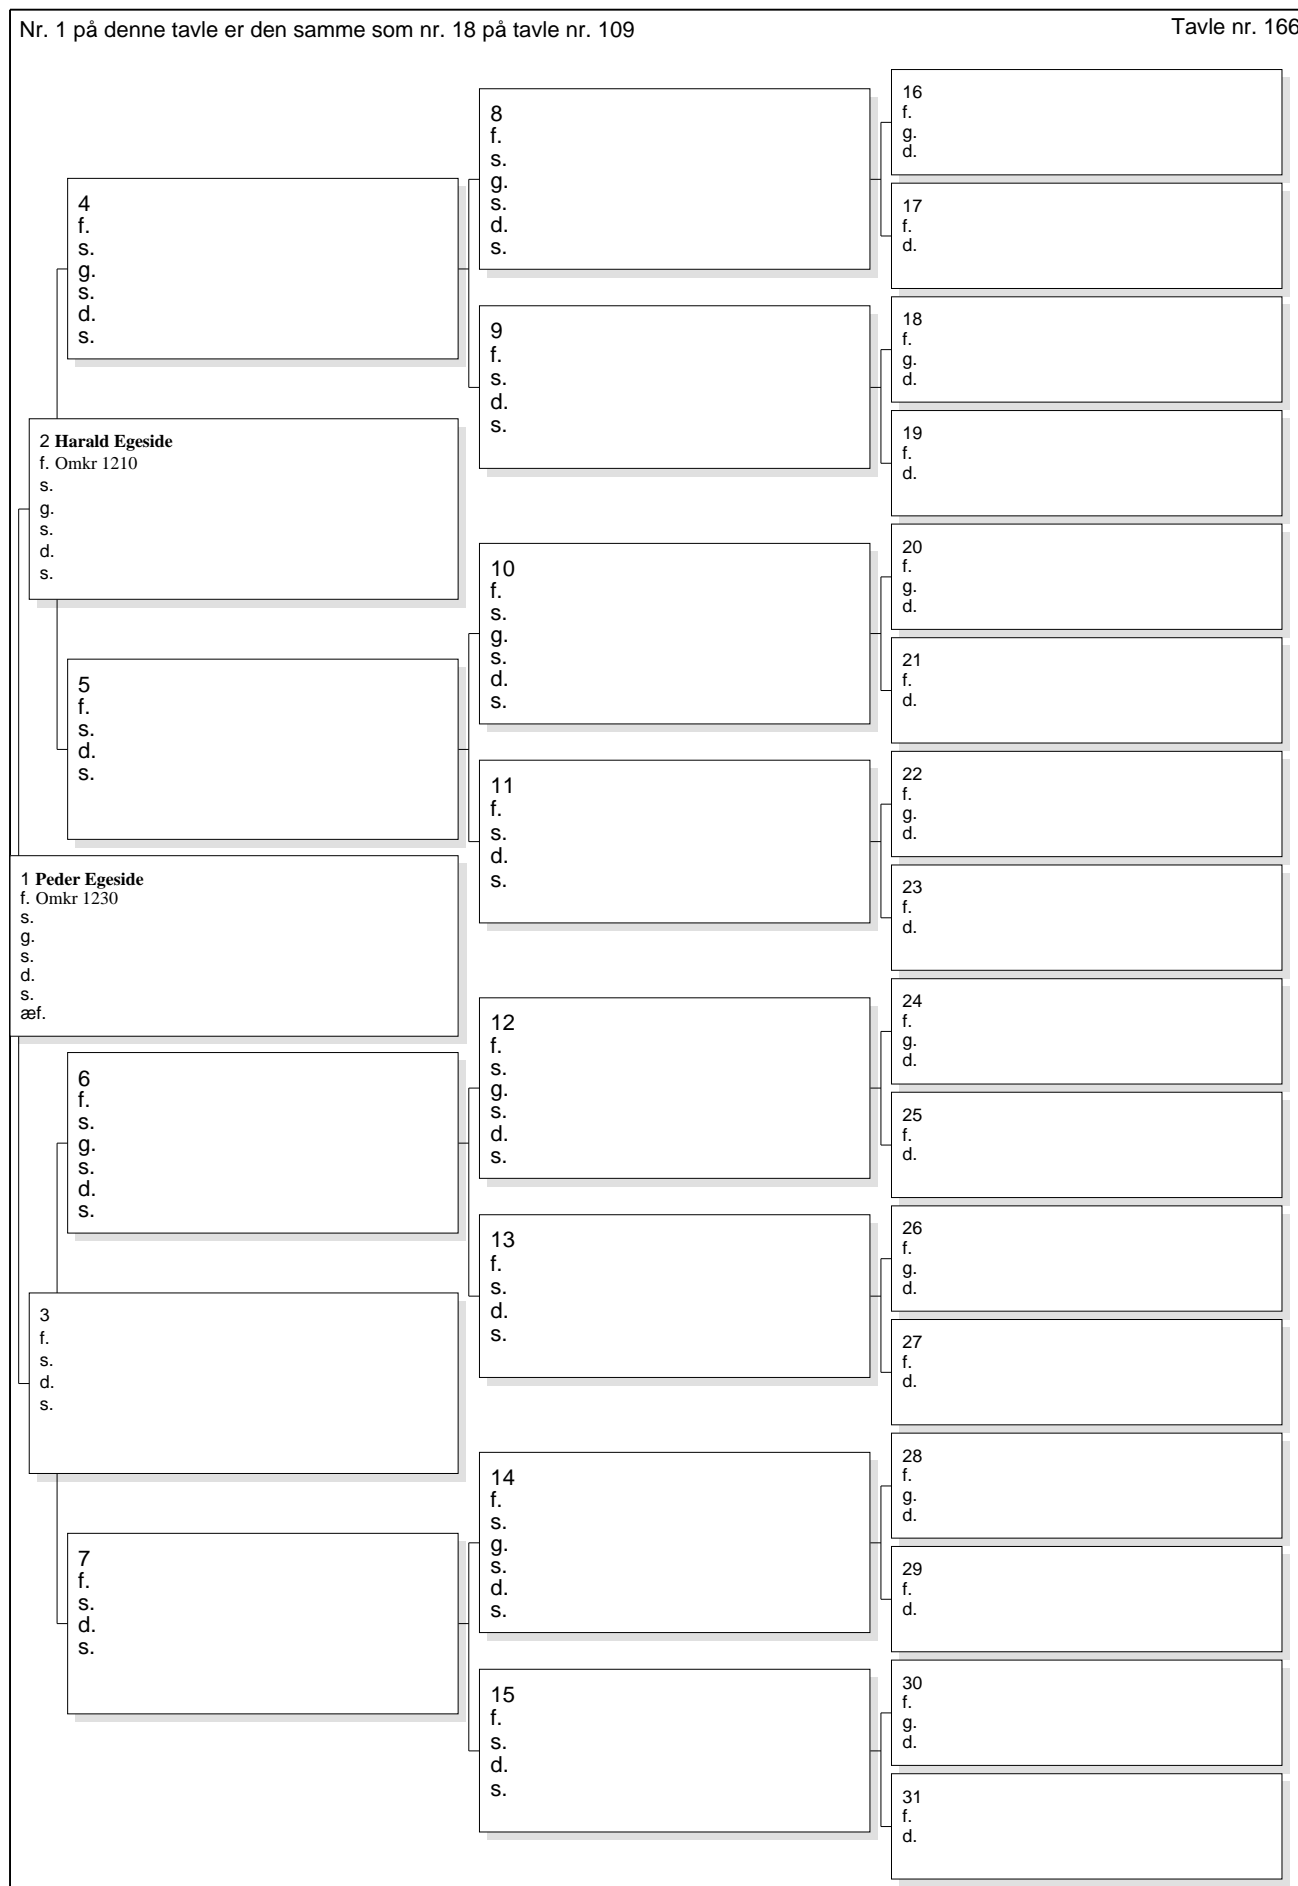 Nr. 1 på denne tavle er den samme som nr. 18 på tavle nr. 109
Tavle nr. 166
4
f.
s.
g.
s.
d.
s.
2 Harald Egeside
f. Omkr 1210
s.
g.
s.
d.
s.
5
f.
s.
d.
s.
1 Peder Egeside
f. Omkr 1230
s.
g.
s.
d.
s.
æf.
6
f.
s.
g.
s.
d.
s.
3
f.
s.
d.
s.
7
f.
s.
d.
s.
8
f.
s.
g.
s.
d.
s.
9
f.
s.
d.
s.
10
f.
s.
g.
s.
d.
s.
11
f.
s.
d.
s.
12
f.
s.
g.
s.
d.
s.
13
f.
s.
d.
s.
14
f.
s.
g.
s.
d.
s.
15
f.
s.
d.
s.
16
f.
g.
d.
17
f.
d.
18
f.
g.
d.
19
f.
d.
20
f.
g.
d.
21
f.
d.
22
f.
g.
d.
23
f.
d.
24
f.
g.
d.
25
f.
d.
26
f.
g.
d.
27
f.
d.
28
f.
g.
d.
29
f.
d.
30
f.
g.
d.
31
f.
d.